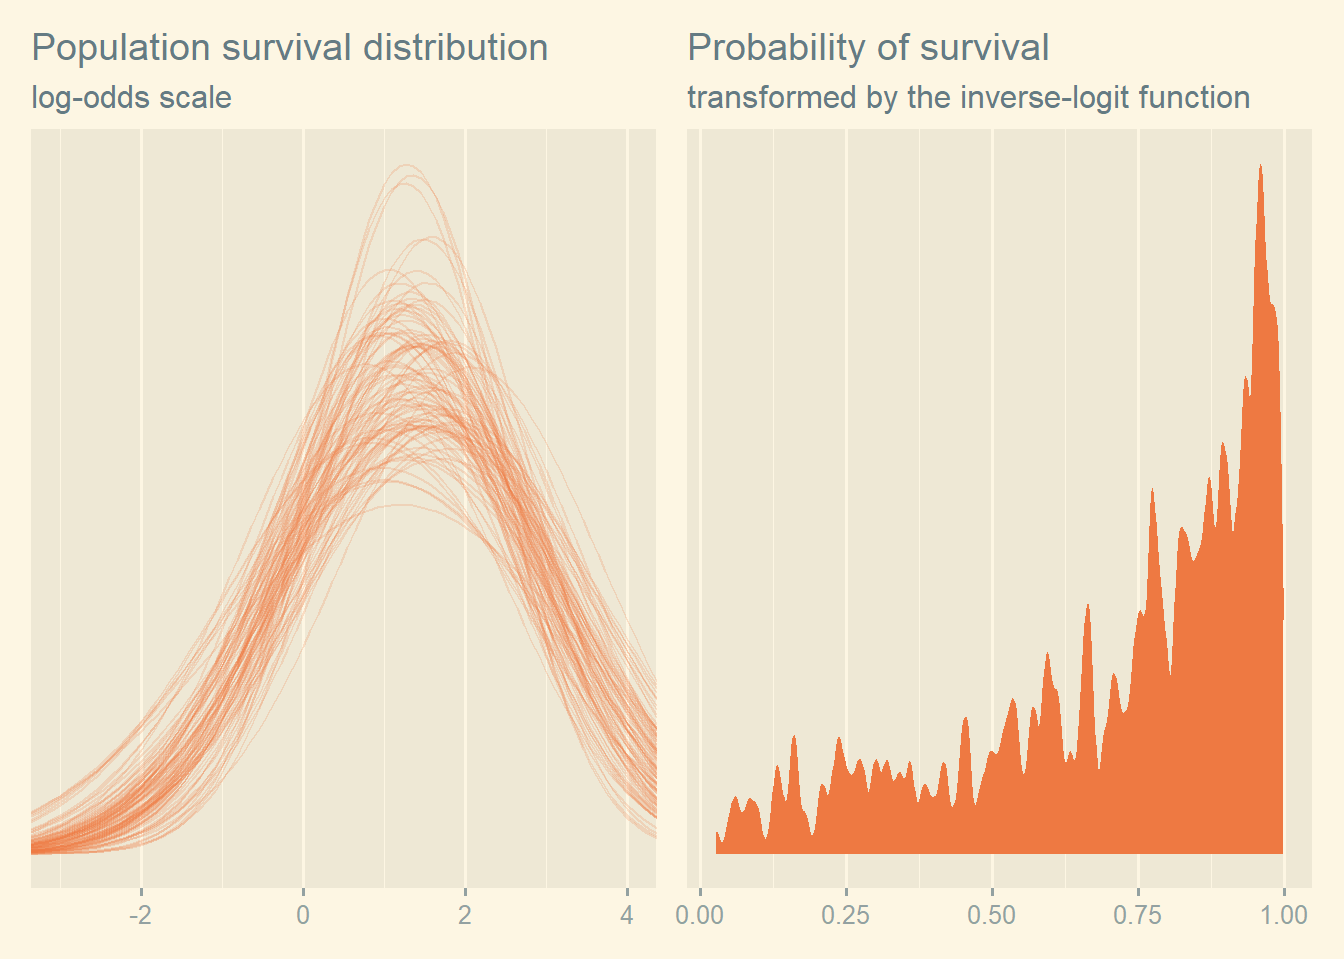 Population survival distribution
log-odds scale
-2 0 2 4
Probability of survival
transformed by the inverse-logit function
0.00 0.25 0.50 0.75 1.00